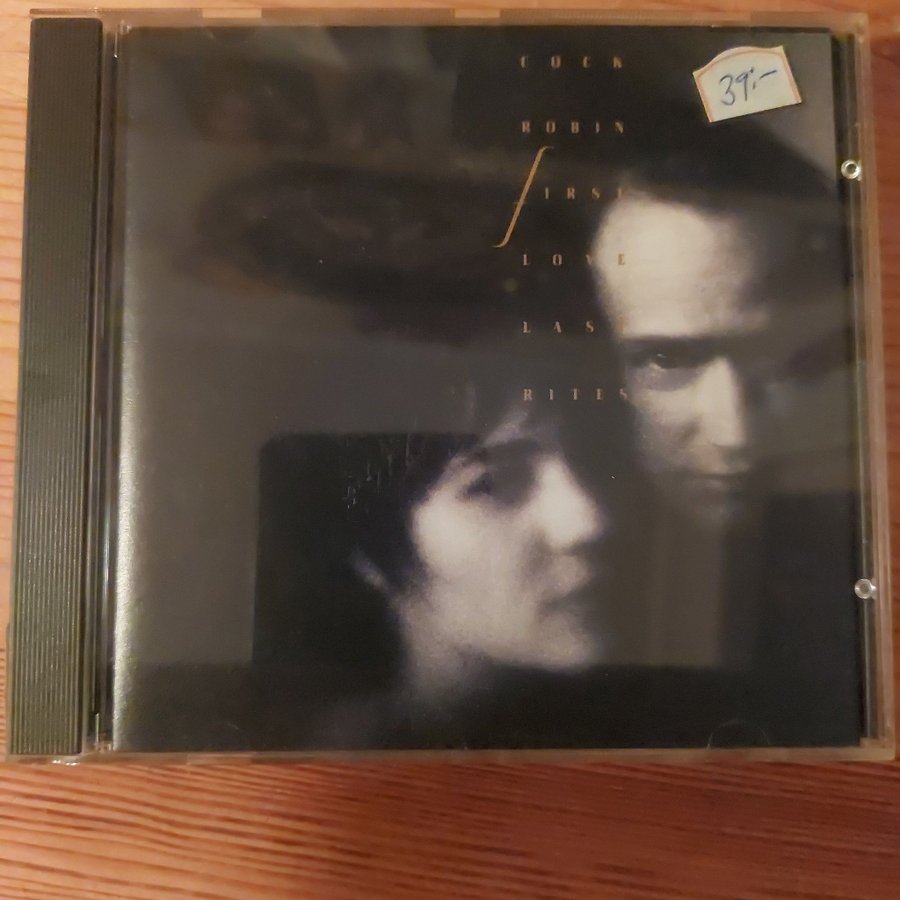 COCK
39:-
ROBIN
fIRST
LOVE
LAST
RITES